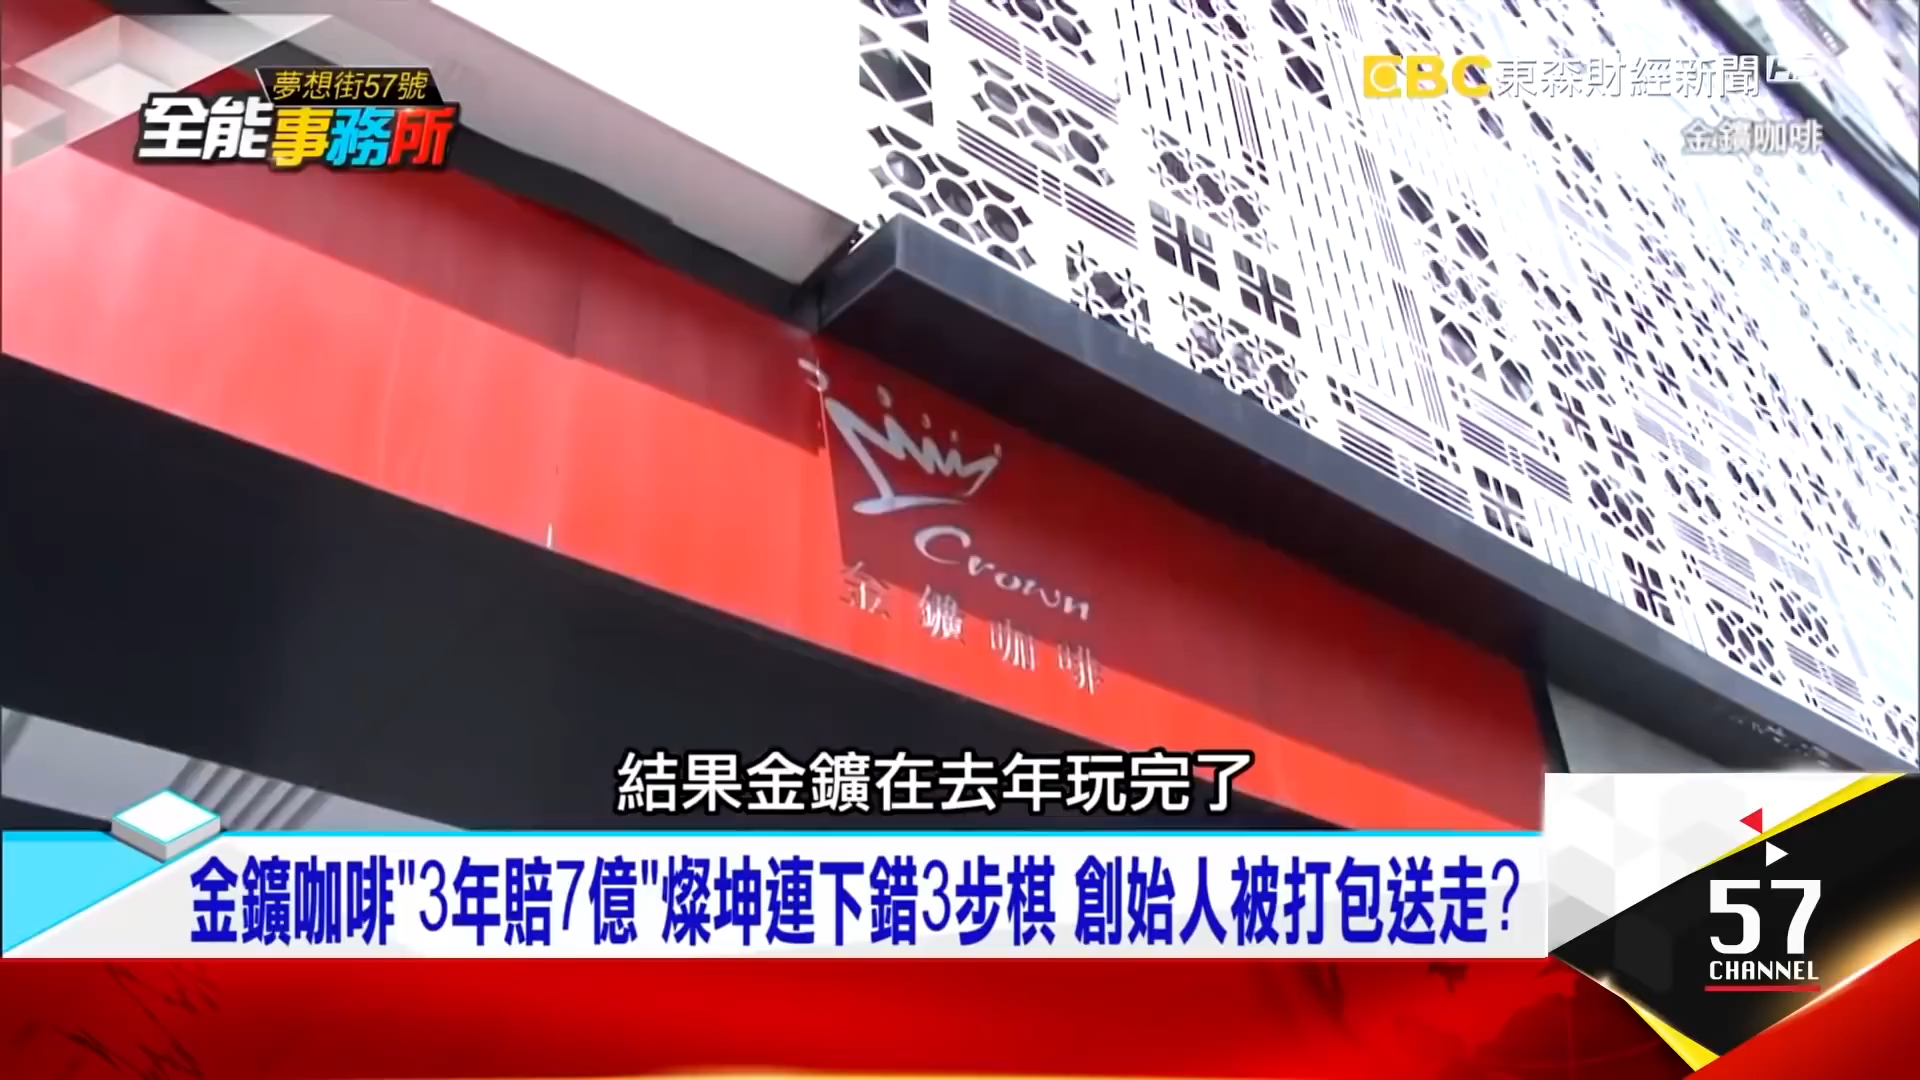 夢想街57號
全能事務所
EBC東森財經新聞
金鑛咖啡
Crown
金鑛咖啡
結果金鑛在去年玩完了
金鑛咖啡"3年賠7億"燦坤連下錯3步棋 創始人被打包送走?
57
CHANNEL